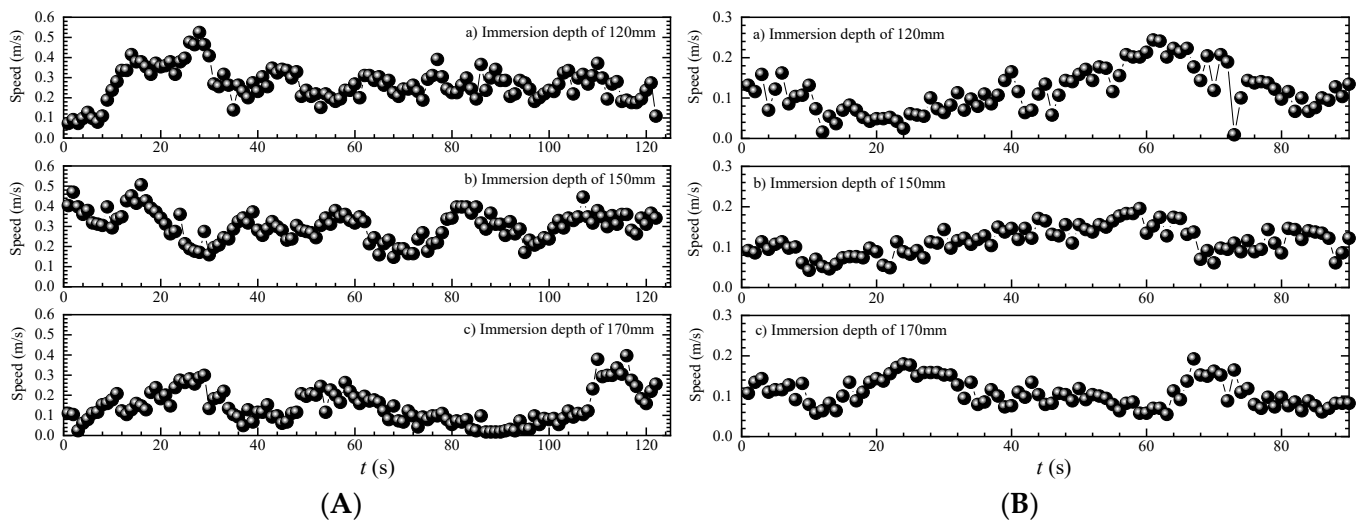 Speed (m/s)
0.6
0.5
0.4
0.3
0.2
0.1
0.0
a) Immersion depth of 120mm
0 20 40 60 80 100 120
Speed (m/s)
0.6
0.5
0.4
0.3
0.2
0.1
0.0
b) Immersion depth of 150mm
0 20 40 60 80 100 120
Speed (m/s)
0.6
0.5
0.4
0.3
0.2
0.1
0.0
c) Immersion depth of 170mm
0 20 40 60 80 100 120
t (s)
(A)
Speed (m/s)
0.3
0.2
0.1
0.0
a) Immersion depth of 120mm
0 20 40 60 80
Speed (m/s)
0.3
0.2
0.1
0.0
b) Immersion depth of 150mm
0 20 40 60 80
Speed (m/s)
0.3
0.2
0.1
0.0
c) Immersion depth of 170mm
0 20 40 60 80
t (s)
(B)